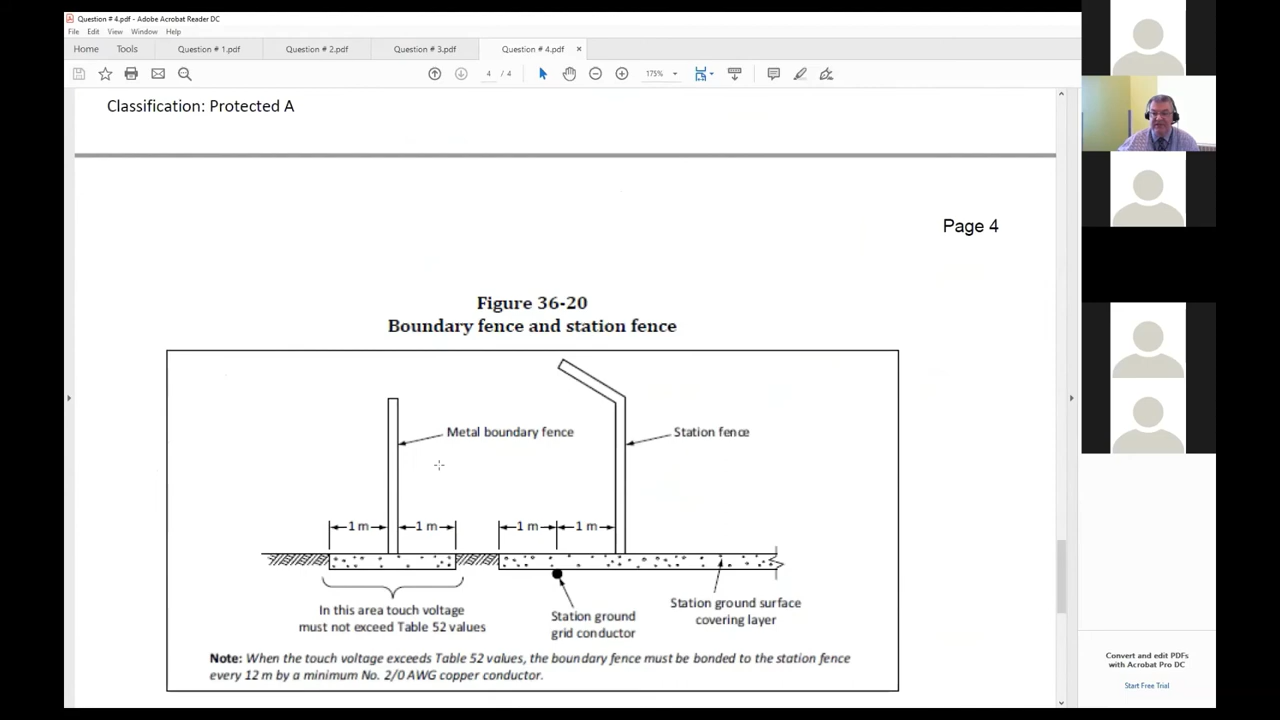 Question # 4.pdf - Adobe Acrobat Reader DC
File Edit View Window Help
Home Tools Question # 1.pdf Question # 2.pdf Question # 3.pdf Question # 4.pdf ×
4 / 4 175%
Classification: Protected A
Page 4
Figure 36-20
Boundary fence and station fence
Metal boundary fence
Station fence
1 m 1 m 1 m 1 m
In this area touch voltage
must not exceed Table 52 values
Station ground
grid conductor
Station ground surface
covering layer
Note: When the touch voltage exceeds Table 52 values, the boundary fence must be bonded to the station fence
every 12 m by a minimum No. 2/0 AWG copper conductor.
Convert and edit PDFs
with Acrobat Pro DC
Start Free Trial